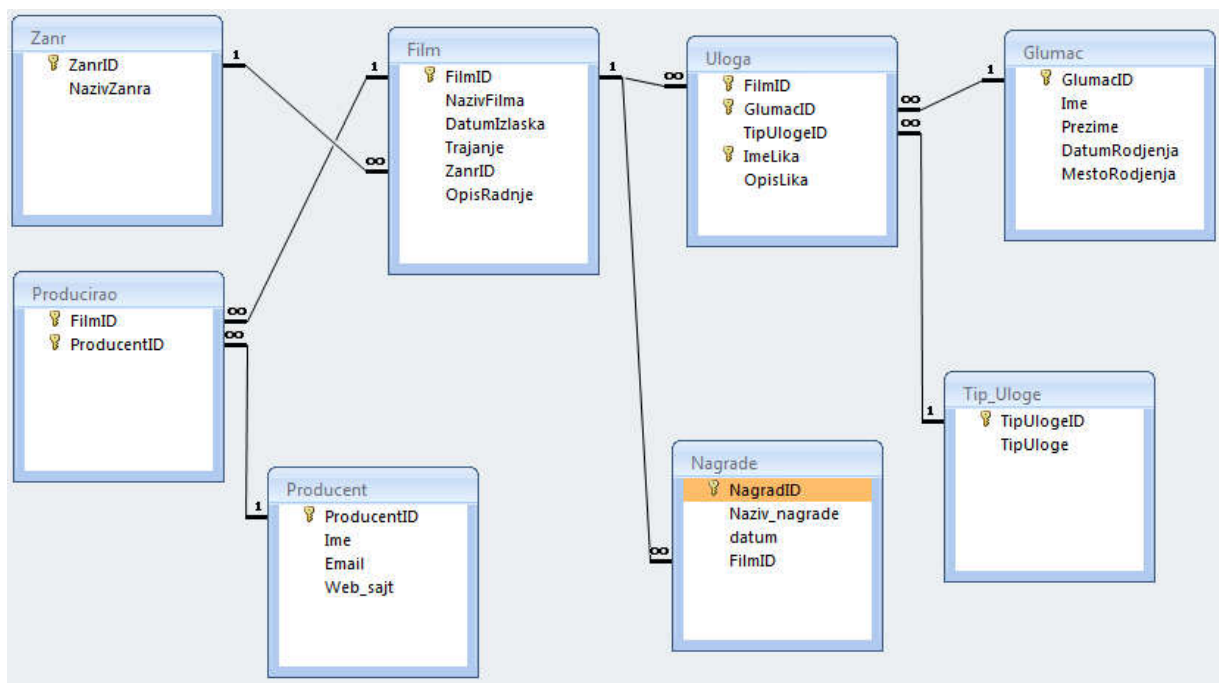 Zanr
ZanrID
NazivZanra
Film
FilmID
NazivFilma
DatumIzlaska
Trajanje
ZanrID
OpisRadnje
Uloga
FilmID
GlumacID
TipUlogeID
ImeLika
OpisLika
Glumac
GlumacID
Ime
Prezime
DatumRodjenja
MestoRodjenja
Producirao
FilmID
ProducentID
Producent
ProducentID
Ime
Email
Web_sajt
Nagrade
NagradID
Naziv_nagrade
datum
FilmID
Tip_Uloge
TipUlogeID
TipUloge
1
∞
1
∞
1
∞
∞
1
∞
∞
1
1
∞